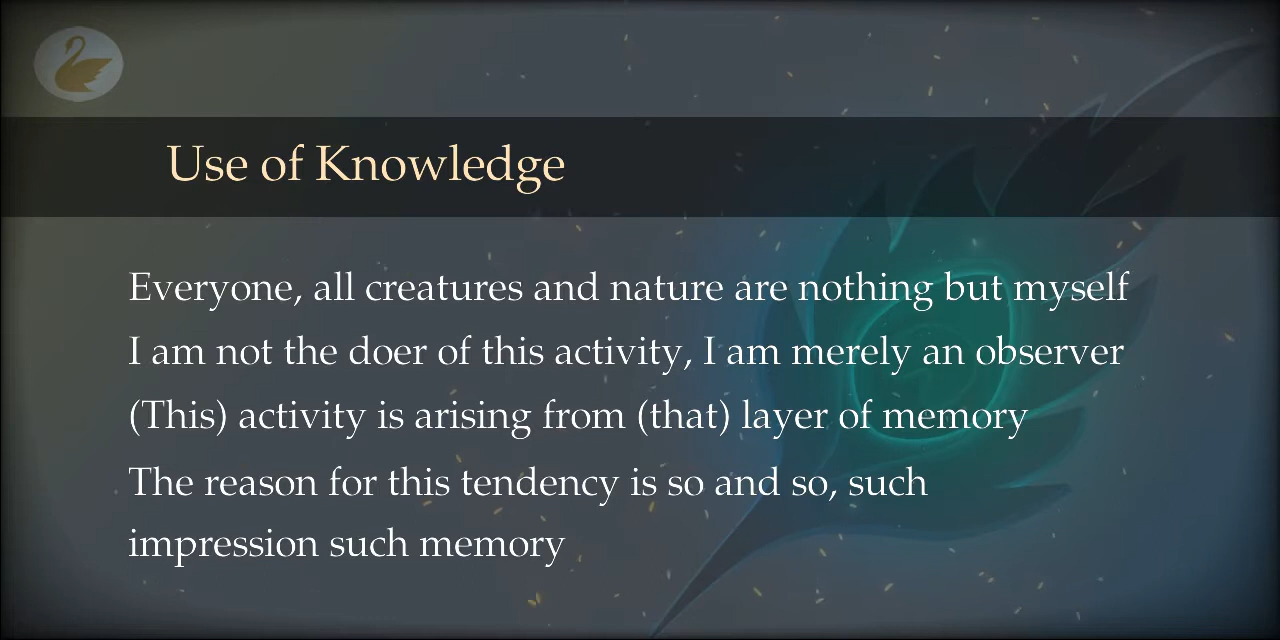 Use of Knowledge
Everyone, all creatures and nature are nothing but myself
I am not the doer of this activity, I am merely an observer
(This) activity is arising from (that) layer of memory
The reason for this tendency is so and so, such
impression such memory